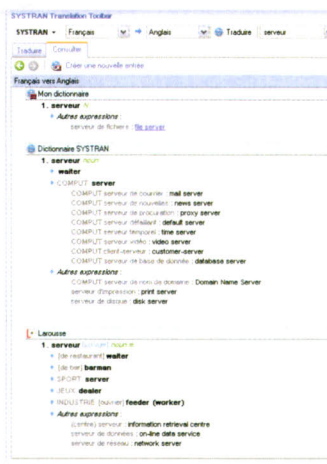 SYSTRAN Translation Toolbar
SYSTRAN Français Anglais Traduire serveur
Traduire Consulter
Créer une nouvelle entrée
Français vers Anglais
Mon dictionnaire
1. serveur N
Autres expressions :
serveur de fichiers : file server
Dictionnaire SYSTRAN
1. serveur noun
waiter
COMPUT server
COMPUT serveur de courrier : mail server
COMPUT serveur de nouvelles : news server
COMPUT serveur de procuration : proxy server
COMPUT serveur défaillant : default server
COMPUT serveur temporel : time server
COMPUT serveur vidéo : video server
COMPUT client-serveur : customer-server
COMPUT serveur de base de donnée : database server
Autres expressions :
COMPUT serveur de nom de domaine : Domain Name Server
serveur d'impression : print server
serveur de disque : disk server
Larousse
1. serveur noun m
[de restaurant] waiter
[de bar] barman
SPORT server
JEUX dealer
INDUSTRIE [ouvrier] feeder (worker)
Autres expressions :
(centre) serveur : information retrieval centre
serveur de données : on-line data service
serveur de réseau : network server